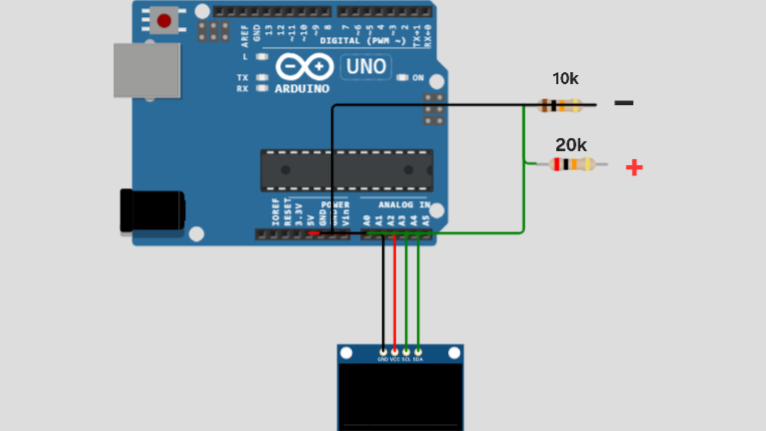 AREF
GND
13
12
~11
~10
~9
8
7
~6
~5
4
~3
2
TX→1
RX←0
DIGITAL (PWM ~)
L
TX
RX
UNO
ON
ARDUINO
10k
−
20k
+
IOREF
RESET
3.3V
5V
GND
Vin
POWER
ANALOG IN
A0
A1
A2
A3
A4
A5
GND VCC SCL SDA